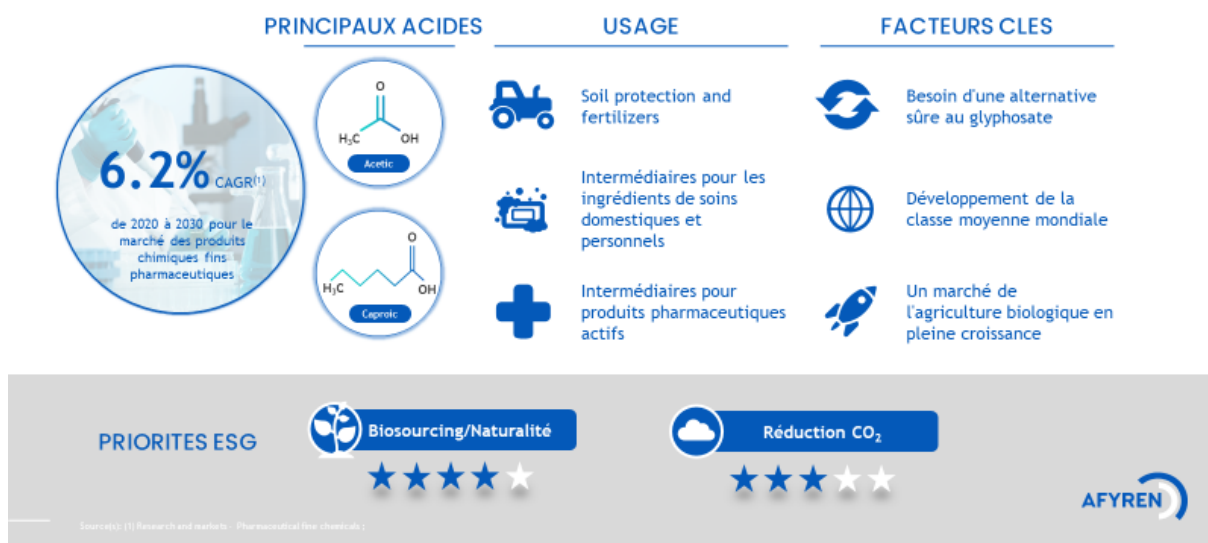 PRINCIPAUX ACIDES
USAGE
FACTEURS CLES
6.2% CAGR(1)
de 2020 à 2030 pour le
marché des produits
chimiques fins
pharmaceutiques
O
H₃C
OH
Acetic
O
H₃C
OH
Caproic
Soil protection and
fertilizers
Intermédiaires pour les
ingrédients de soins
domestiques et
personnels
Intermédiaires pour
produits pharmaceutiques
actifs
Besoin d'une alternative
sûre au glyphosate
Développement de la
classe moyenne mondiale
Un marché de
l'agriculture biologique en
pleine croissance
PRIORITES ESG
Biosourcing/Naturalité
Réduction CO₂
AFYREN
Source(s): (1) Research and markets - Pharmaceutical fine chemicals ;